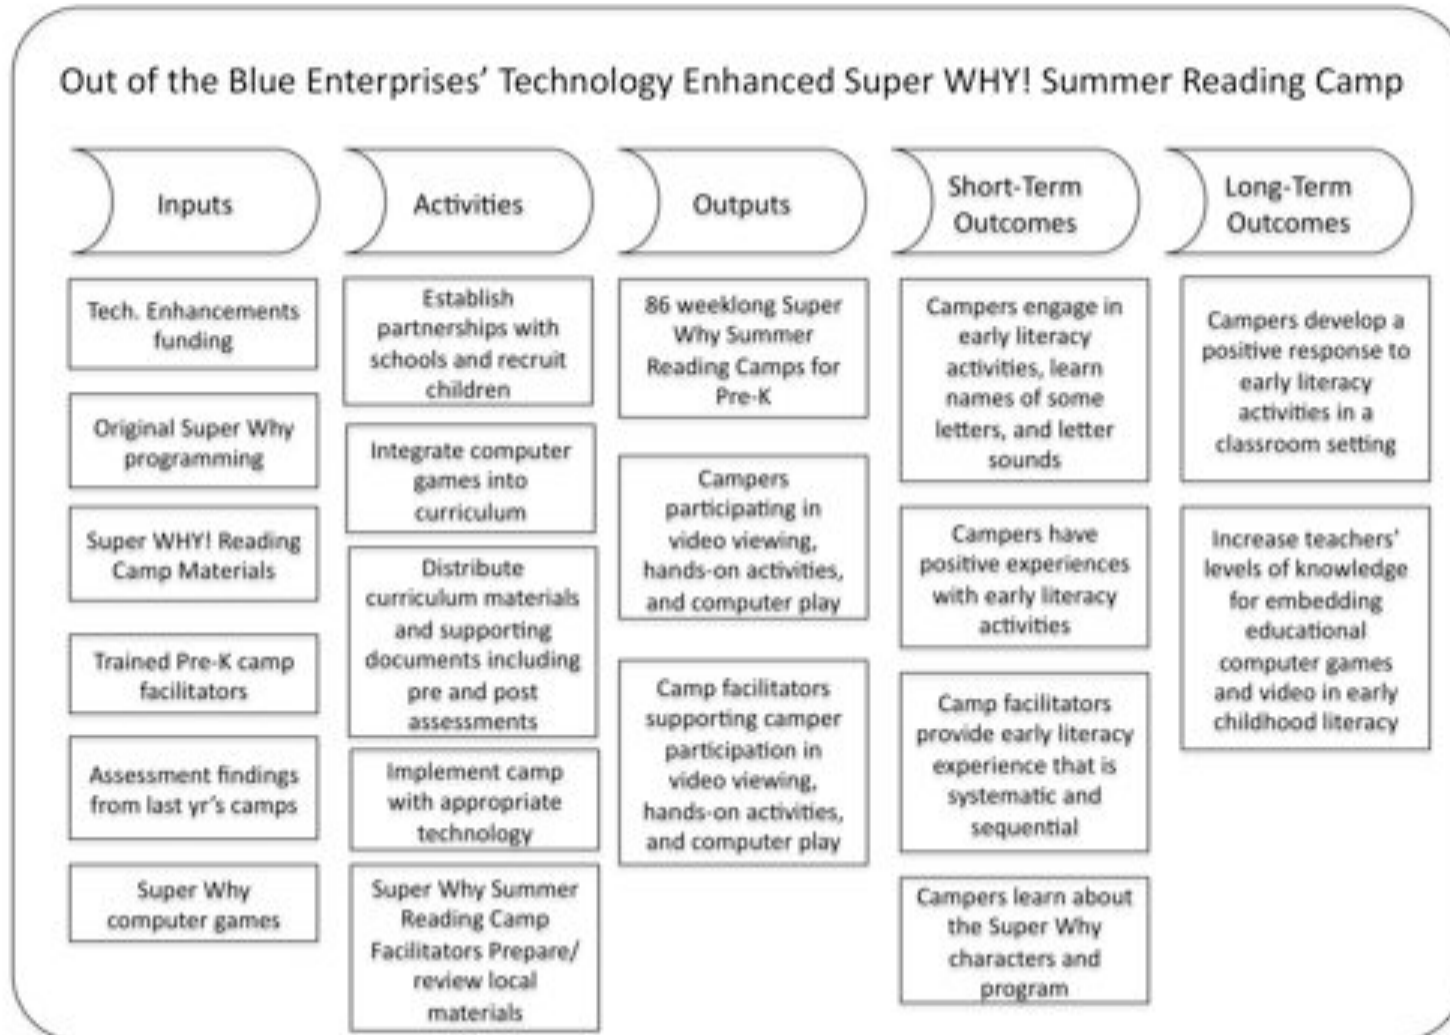 Out of the Blue Enterprises' Technology Enhanced Super WHY! Summer Reading Camp
Inputs
Tech. Enhancements
funding
Original Super Why
programming
Super WHY! Reading
Camp Materials
Trained Pre-K camp
facilitators
Assessment findings
from last yr's camps
Super Why
computer games
Activities
Establish
partnerships with
schools and recruit
children
Integrate computer
games into
curriculum
Distribute
curriculum materials
and supporting
documents including
pre and post
assessments
Implement camp
with appropriate
technology
Super Why Summer
Reading Camp
Facilitators Prepare/
review local
materials
Outputs
86 weeklong Super
Why Summer
Reading Camps for
Pre-K
Campers
participating in
video viewing,
hands-on activities,
and computer play
Camp facilitators
supporting camper
participation in
video viewing,
hands-on activities,
and computer play
Short-Term
Outcomes
Campers engage in
early literacy
activities, learn
names of some
letters, and letter
sounds
Campers have
positive experiences
with early literacy
activities
Camp facilitators
provide early literacy
experience that is
systematic and
sequential
Campers learn about
the Super Why
characters and
program
Long-Term
Outcomes
Campers develop a
positive response to
early literacy
activities in a
classroom setting
Increase teachers'
levels of knowledge
for embedding
educational
computer games
and video in early
childhood literacy